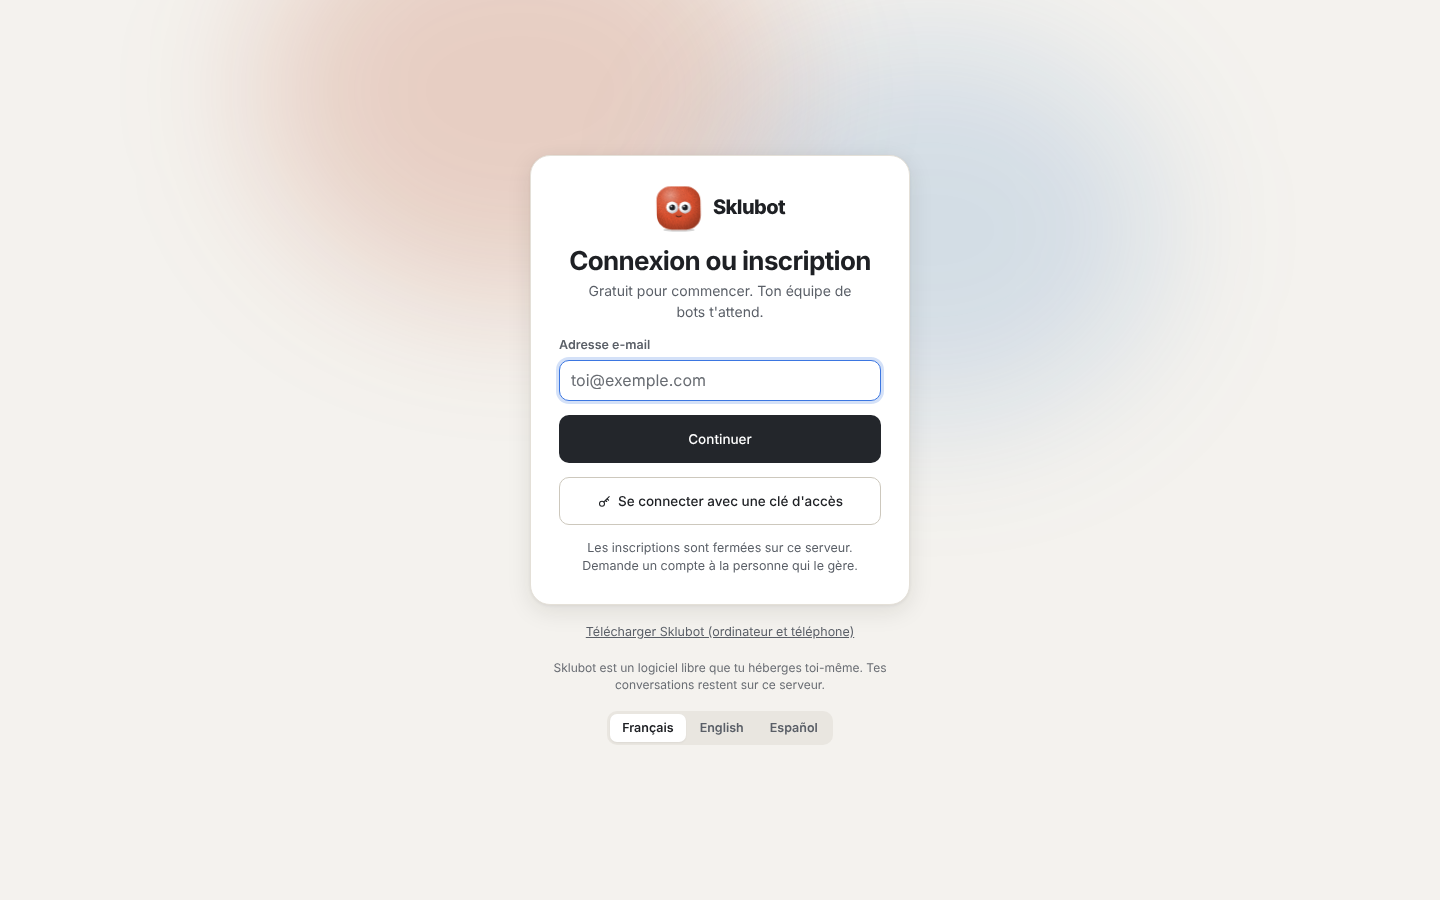 Sklubot
Connexion ou inscription
Gratuit pour commencer. Ton équipe de
bots t'attend.
Adresse e-mail
toi@exemple.com
Continuer
Se connecter avec une clé d'accès
Les inscriptions sont fermées sur ce serveur.
Demande un compte à la personne qui le gère.
Télécharger Sklubot (ordinateur et téléphone)
Sklubot est un logiciel libre que tu héberges toi-même. Tes
conversations restent sur ce serveur.
Français English Español